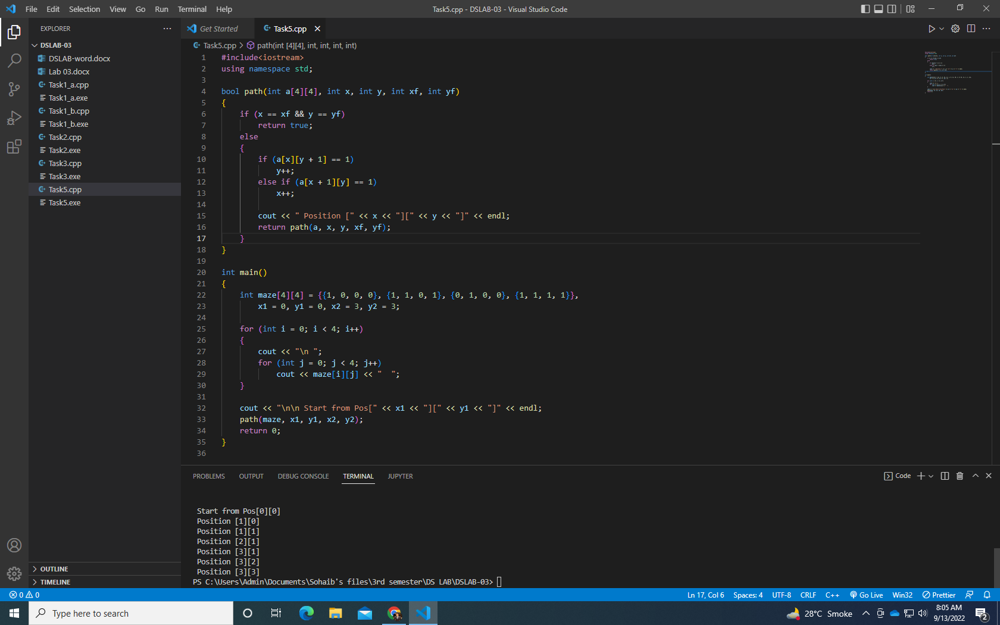 File Edit Selection View Go Run Terminal Help
Task5.cpp - DSLAB-03 - Visual Studio Code
EXPLORER
DSLAB-03
DSLAB-word.docx
Lab 03.docx
Task1_a.cpp
Task1_a.exe
Task1_b.cpp
Task1_b.exe
Task2.cpp
Task2.exe
Task3.cpp
Task3.exe
Task5.cpp
Task5.exe
OUTLINE
TIMELINE
Get Started
Task5.cpp
Task5.cpp > path(int [4][4], int, int, int, int)
1 #include<iostream>
2 using namespace std;
3
4 bool path(int a[4][4], int x, int y, int xf, int yf)
5 {
6 if (x == xf && y == yf)
7 return true;
8 else
9 {
10 if (a[x][y + 1] == 1)
11 y++;
12 else if (a[x + 1][y] == 1)
13 x++;
14
15 cout << " Position [" << x << "][" << y << "]" << endl;
16 return path(a, x, y, xf, yf);
17 }
18 }
19
20 int main()
21 {
22 int maze[4][4] = {{1, 0, 0, 0}, {1, 1, 0, 1}, {0, 1, 0, 0}, {1, 1, 1, 1}},
23 x1 = 0, y1 = 0, x2 = 3, y2 = 3;
24
25 for (int i = 0; i < 4; i++)
26 {
27 cout << "\n ";
28 for (int j = 0; j < 4; j++)
29 cout << maze[i][j] << "  ";
30 }
31
32 cout << "\n\n Start from Pos[" << x1 << "][" << y1 << "]" << endl;
33 path(maze, x1, y1, x2, y2);
34 return 0;
35 }
36
PROBLEMS OUTPUT DEBUG CONSOLE TERMINAL JUPYTER
Code
Start from Pos[0][0]
Position [1][0]
Position [1][1]
Position [2][1]
Position [3][1]
Position [3][2]
Position [3][3]
PS C:\Users\Admin\Documents\Sohaib's files\3rd semester\DS LAB\DSLAB-03>
0 0
Ln 17, Col 6 Spaces: 4 UTF-8 CRLF C++ Go Live Win32 Prettier
Type here to search
28°C Smoke
8:05 AM
9/13/2022
2